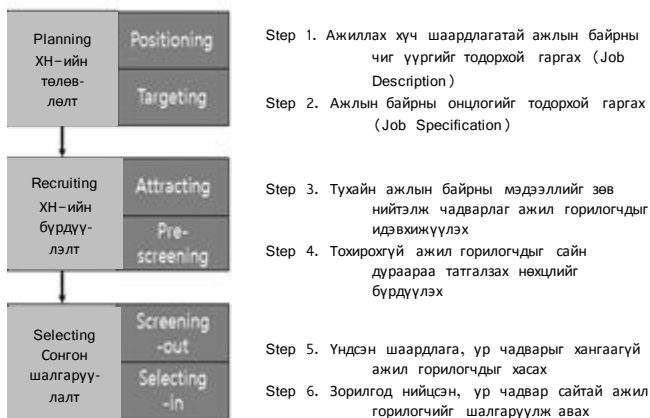 Planning
ХН-ийн
төлөв-
лөлт
Positioning
Targeting
Step 1. Ажиллах хүч шаардлагатай ажлын байрны
чиг үүргийг тодорхой гаргах (Job
Description)
Step 2. Ажлын байрны онцлогийг тодорхой гаргах
(Job Specification)
Recruiting
ХН-ийн
бүрдүү-
лэлт
Attracting
Pre-
screening
Step 3. Тухайн ажлын байрны мэдээллийг зөв
нийтэлж чадварлаг ажил горилогчдыг
идэвхижүүлэх
Step 4. Тохирохгүй ажил горилогчдыг сайн
дураараа татгалзах нөхцлийг
бүрдүүлэх
Selecting
Сонгон
шалгаруу-
лалт
Screening
-out
Selecting
-in
Step 5. Үндсэн шаардлага, ур чадварыг хангаагүй
ажил горилогчдыг хасах
Step 6. Зорилгод нийцсэн, ур чадвар сайтай ажил
горилогчийг шалгаруулж авах